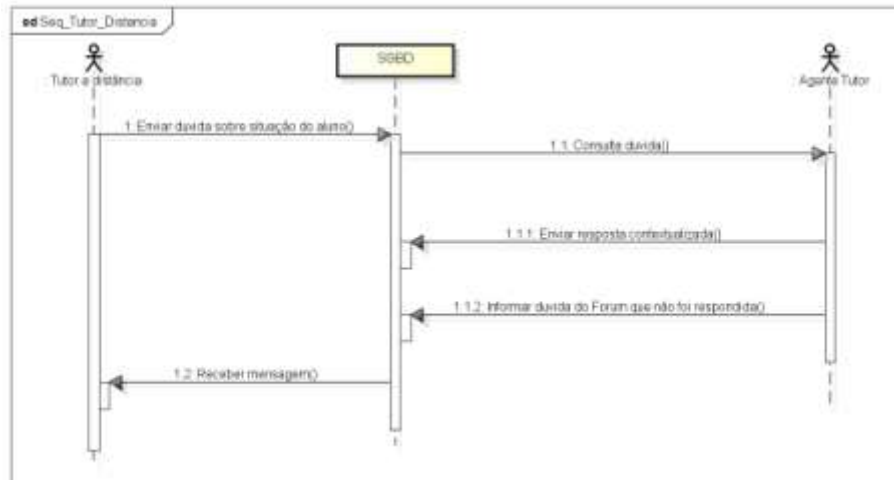 sd Seq_Tutor_Distancia
Tutor a distância
SGBD
Agente Tutor
1: Enviar duvida sobre situação do aluno()
1.1: Consulta duvida()
1.1.1: Enviar resposta contextualizada()
1.1.2: Informar duvida do Forum que não foi respondida()
1.2: Receber mensagem()